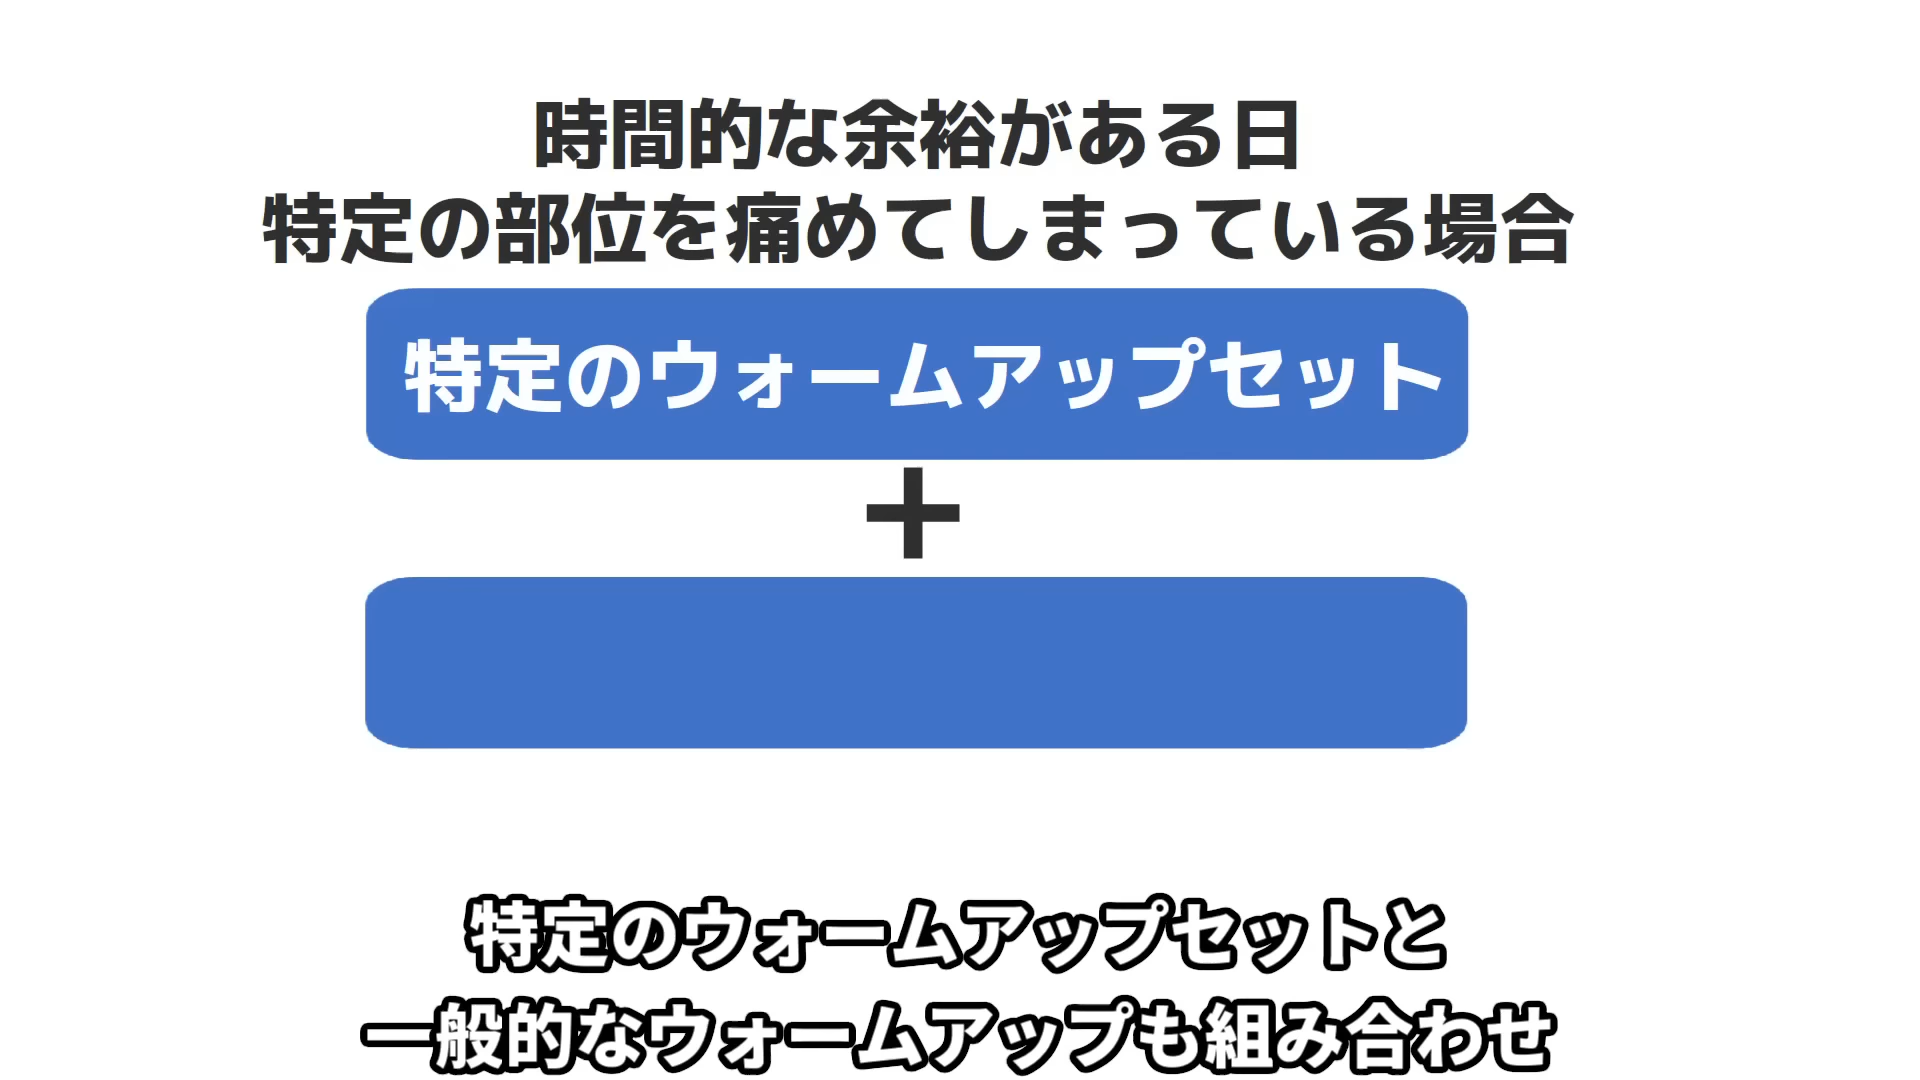 時間的な余裕がある日
特定の部位を痛めてしまっている場合
特定のウォームアップセット
+
特定のウォームアップセットと
一般的なウォームアップも組み合わせ